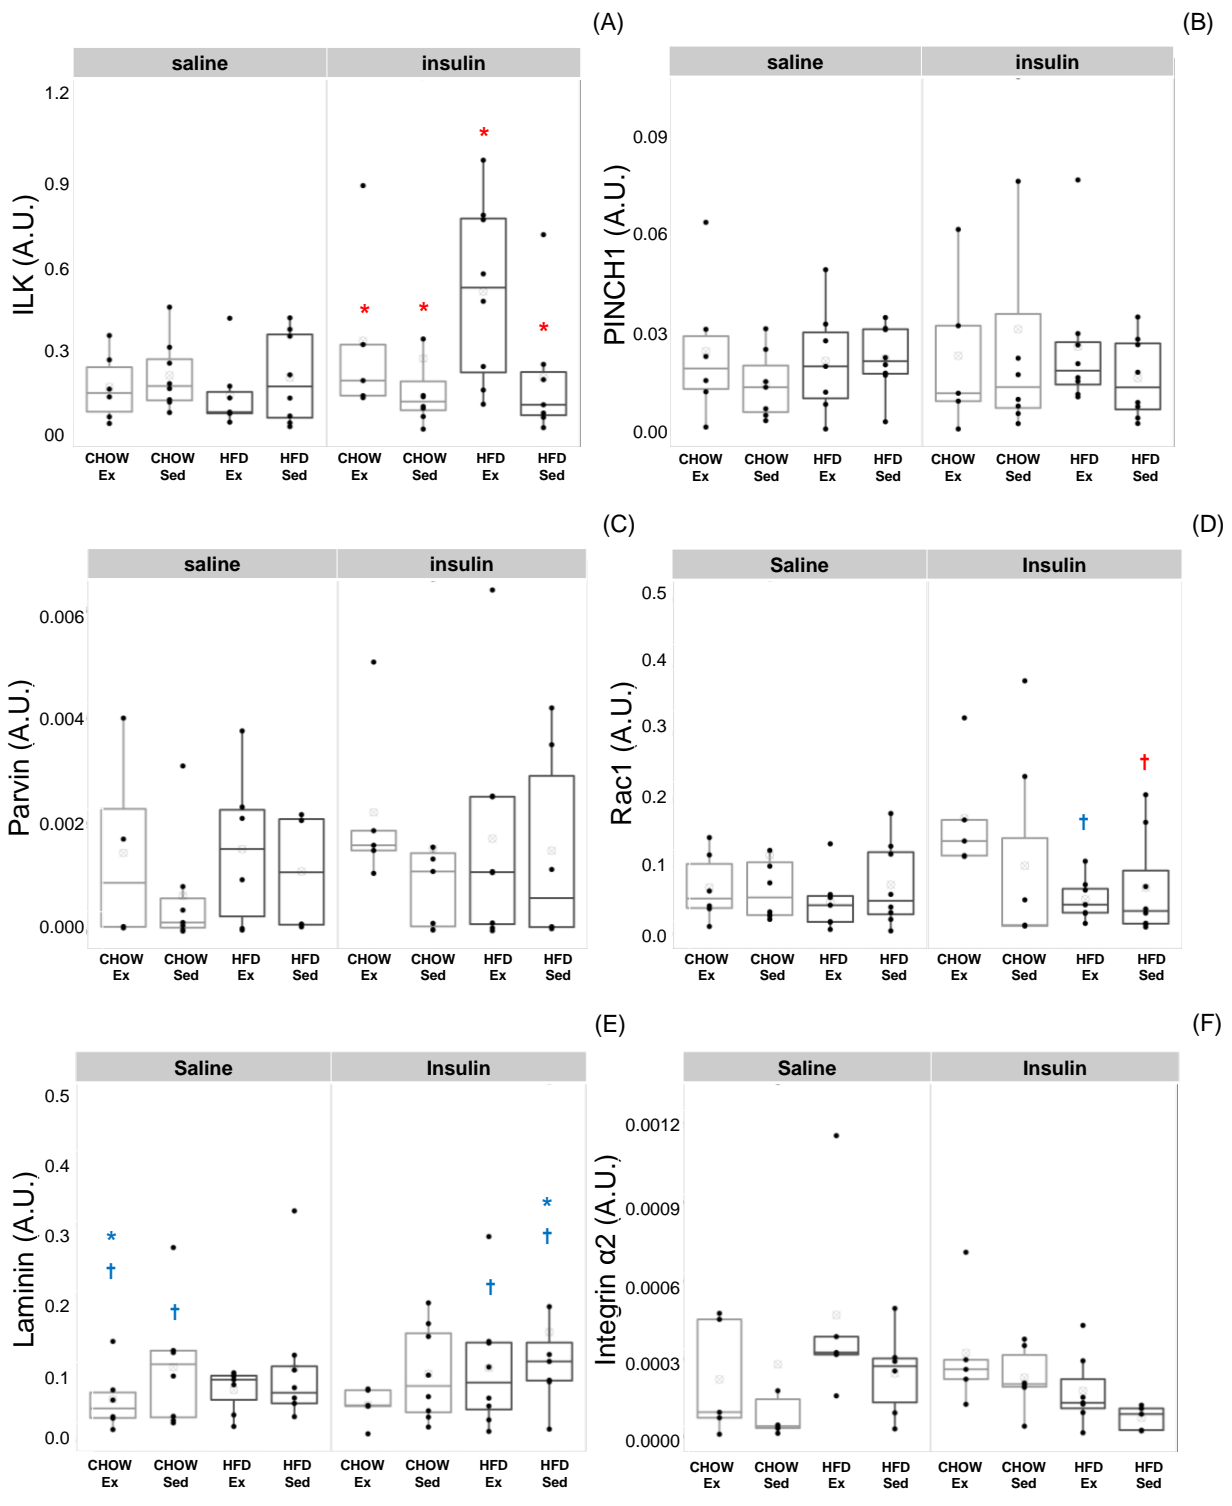 (A)
saline insulin
ILK (A.U.)
1.2
0.9
0.6
0.3
00
CHOW CHOW HFD HFD CHOW CHOW HFD HFD
Ex Sed Ex Sed Ex Sed Ex Sed
* * * *
(B)
saline insulin
PINCH1 (A.U.)
0.09
0.06
0.03
0.00
CHOW CHOW HFD HFD CHOW CHOW HFD HFD
Ex Sed Ex Sed Ex Sed Ex Sed
(C)
saline insulin
Parvin (A.U.)
0.006
0.004
0.002
0.000
CHOW CHOW HFD HFD CHOW CHOW HFD HFD
Ex Sed Ex Sed Ex Sed Ex Sed
(D)
Saline Insulin
Rac1 (A.U.)
0.5
0.4
0.3
0.2
0.1
0.0
† †
CHOW CHOW HFD HFD CHOW CHOW HFD HFD
Ex Sed Ex Sed Ex Sed Ex Sed
(E)
Saline Insulin
Laminin (A.U.)
0.5
0.4
0.3
0.2
0.1
0.0
* *
† † † †
CHOW CHOW HFD HFD CHOW CHOW HFD HFD
Ex Sed Ex Sed Ex Sed Ex Sed
(F)
Saline Insulin
Integrin α2 (A.U.)
0.0012
0.0009
0.0006
0.0003
0.0000
CHOW CHOW HFD HFD CHOW CHOW HFD HFD
Ex Sed Ex Sed Ex Sed Ex Sed